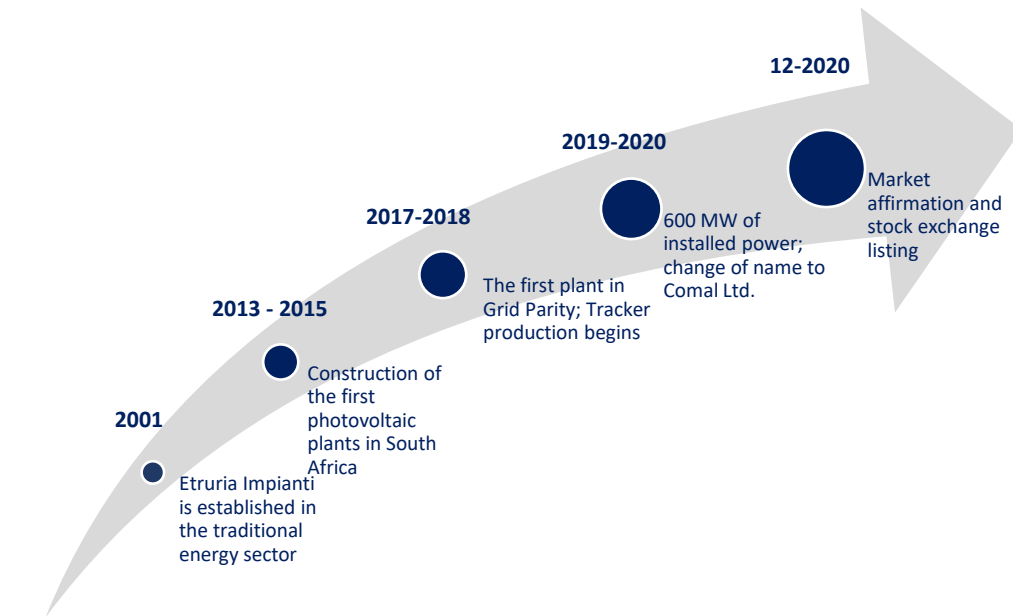 12-2020
Market
affirmation and
stock exchange
listing
2019-2020
600 MW of
installed power;
change of name to
Comal Ltd.
2017-2018
The first plant in
Grid Parity; Tracker
production begins
2013 - 2015
Construction of
the first
photovoltaic
plants in South
Africa
2001
Etruria Impianti
is established in
the traditional
energy sector